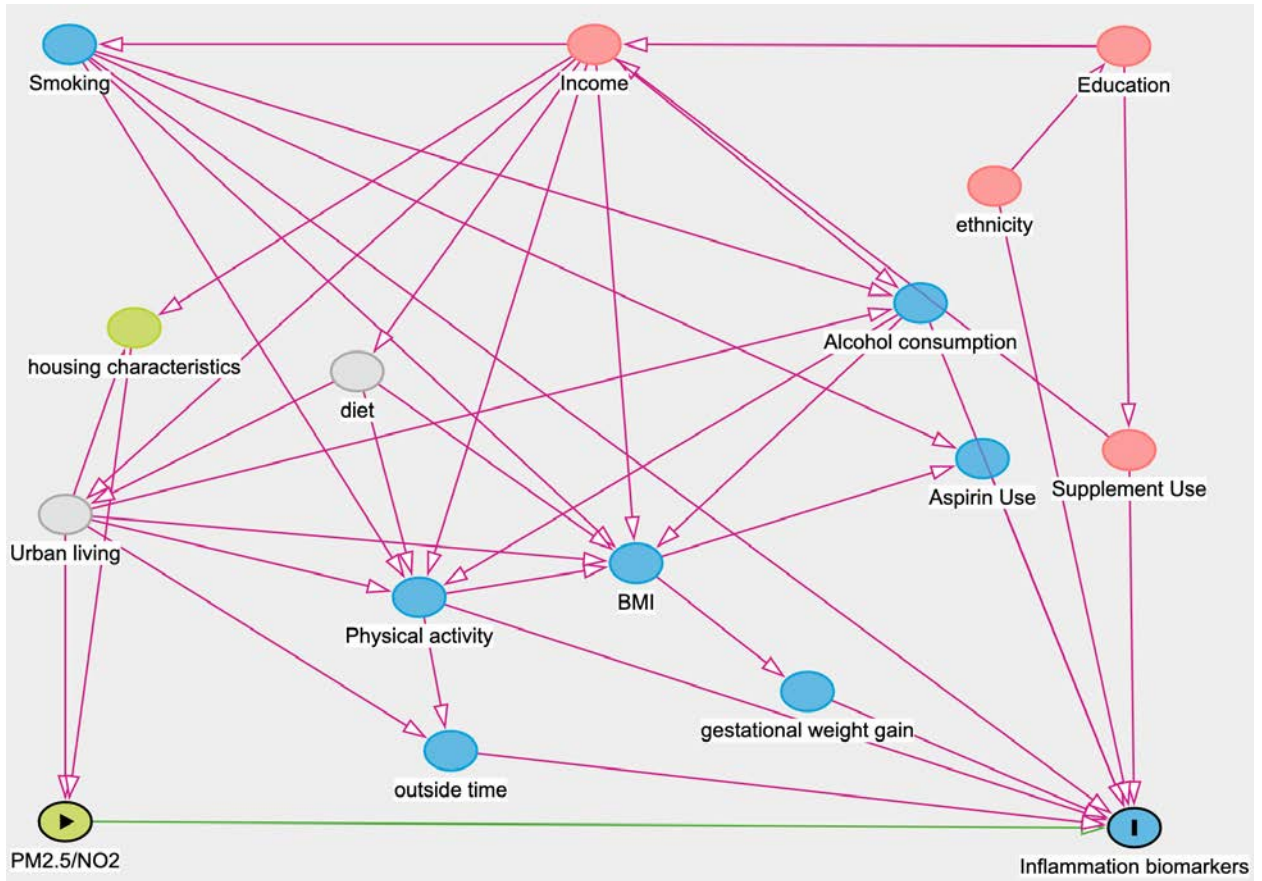 Smoking
Income
Education
ethnicity
housing characteristics
Alcohol consumption
diet
Aspirin Use
Supplement Use
Urban living
BMI
Physical activity
gestational weight gain
outside time
PM2.5/NO2
Inflammation biomarkers